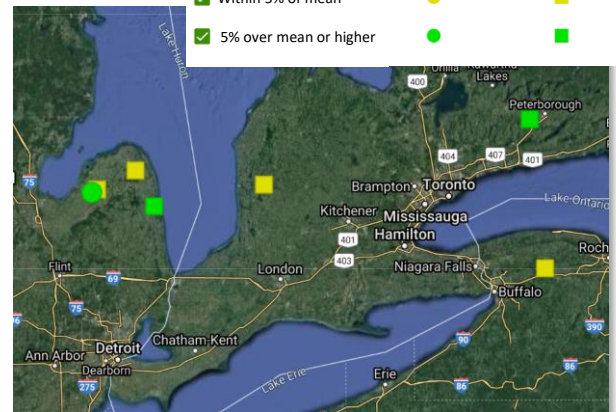 Within 5% of mean
5% over mean or higher
Lake Huron
Orillia
Kawartha
Lakes
400
Peterborough
404
407
401
75
Brampton
Toronto
Mississauga
Lake Ontario
Kitchener
401
Hamilton
403
Niagara Falls
Roch
Flint
69
London
Buffalo
75
96
390
Chatham-Kent
Detroit
Ann Arbor
Dearborn
90
275
Lake Erie
Erie
86
86